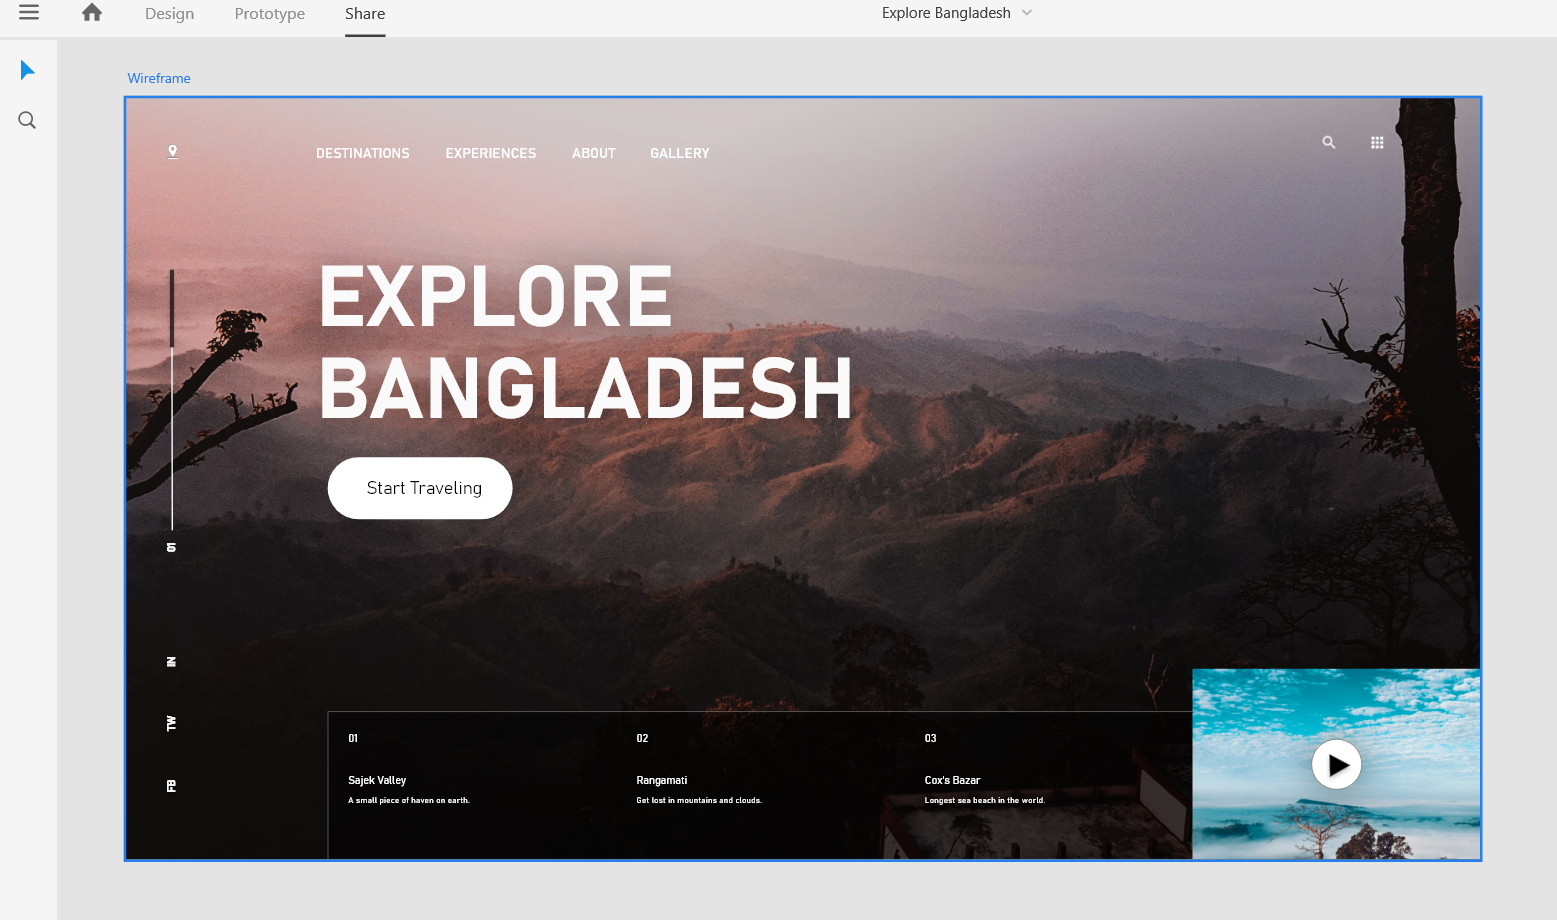 Design Prototype Share Explore Bangladesh
Wireframe
DESTINATIONS EXPERIENCES ABOUT GALLERY
EXPLORE
BANGLADESH
Start Traveling
01
IN
TW
FB
01 02 03
Sajek Valley Rangamati Cox's Bazar
A small piece of haven on earth. Get lost in mountains and clouds. Longest sea beach in the world.